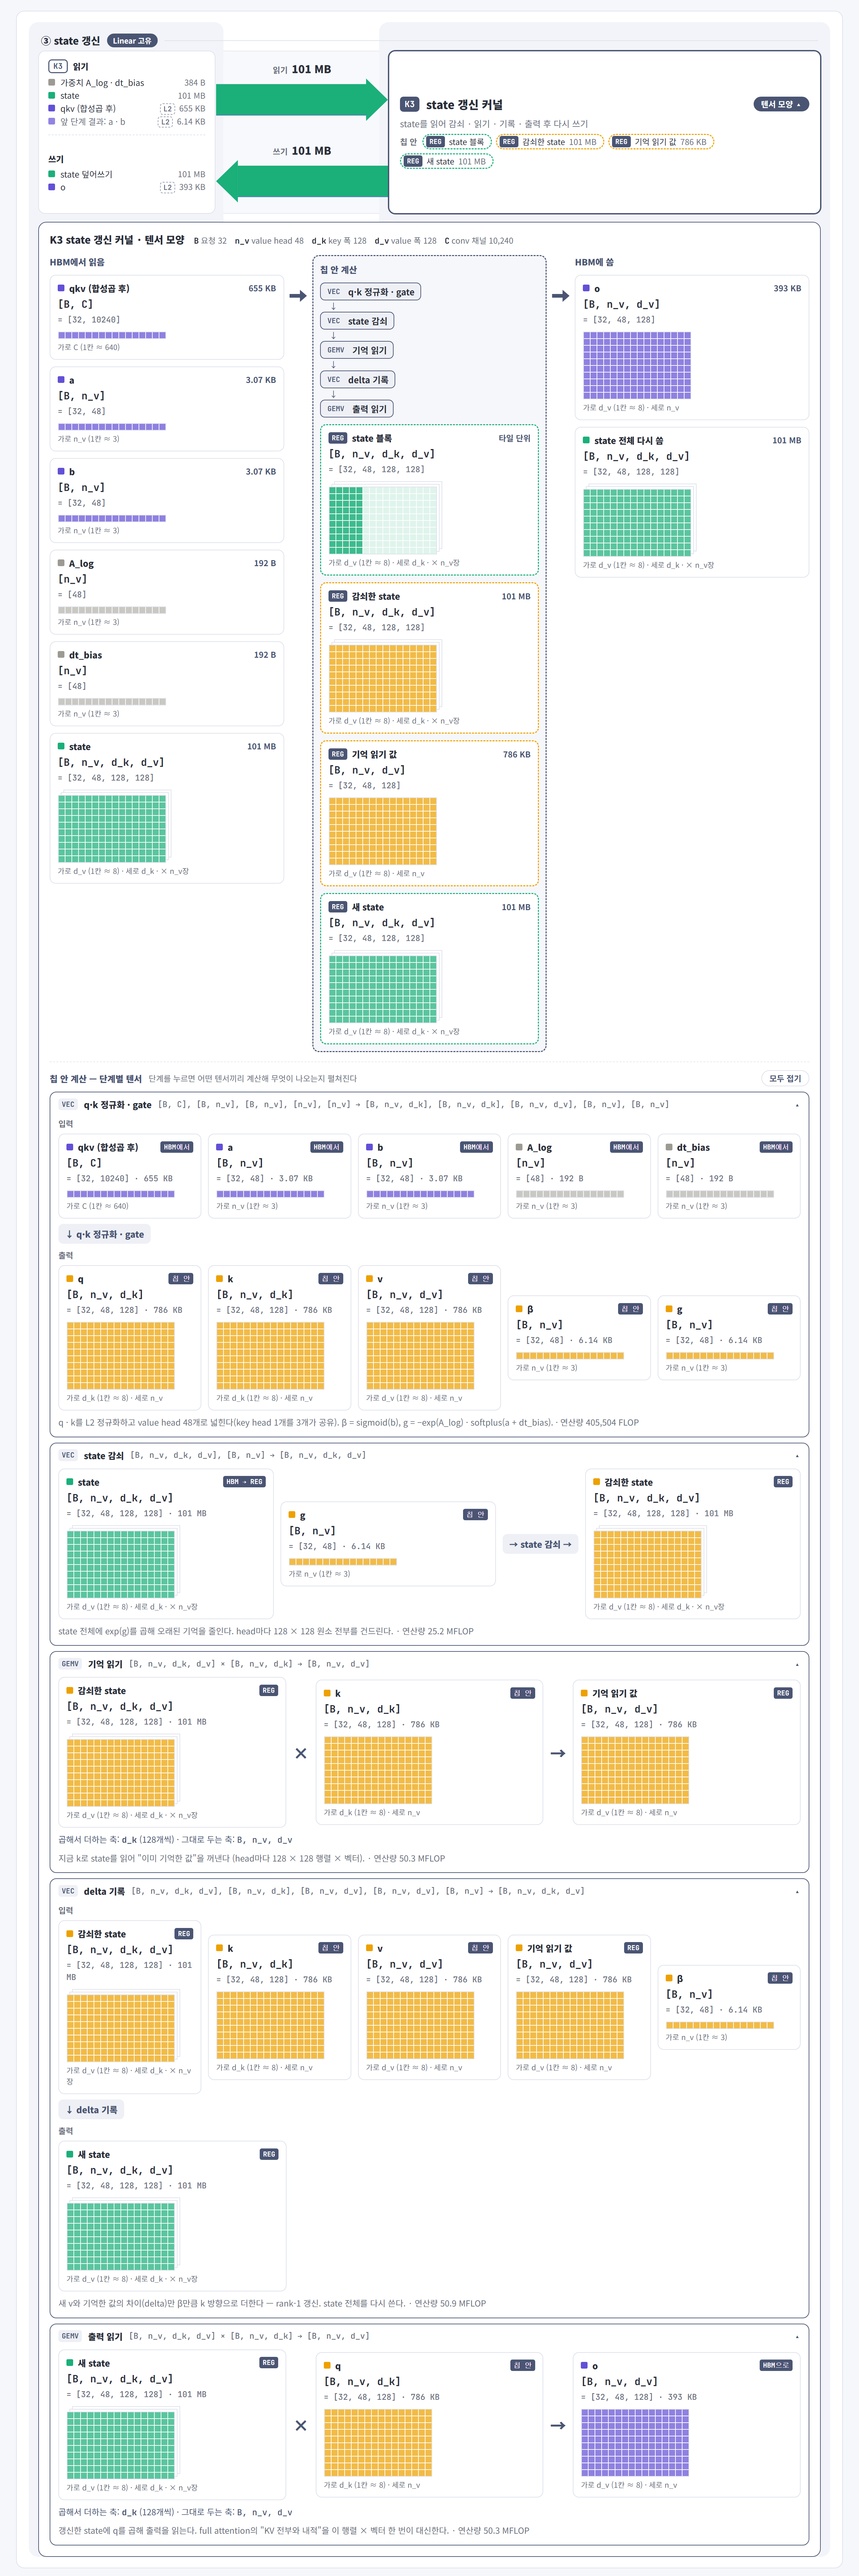 ③ state 갱신 Linear 고유
K3 읽기
가중치 A_log · dt_bias 384 B
state 101 MB
qkv (합성곱 후) L2 655 KB
앞 단계 결과: a · b L2 6.14 KB
쓰기
state 덮어쓰기 101 MB
o L2 393 KB
읽기 101 MB
쓰기 101 MB
K3 state 갱신 커널 텐서 모양 ▴
state를 읽어 감쇠 · 읽기 · 기록 · 출력 후 다시 쓰기
칩 안 REG state 블록 REG 감쇠한 state 101 MB REG 기억 읽기 값 786 KB
REG 새 state 101 MB
K3 state 갱신 커널 · 텐서 모양 B 요청 32 n_v value head 48 d_k key 폭 128 d_v value 폭 128 C conv 채널 10,240
HBM에서 읽음
qkv (합성곱 후) 655 KB
[B, C]
= [32, 10240]
가로 C (1칸 ≈ 640)
a 3.07 KB
[B, n_v]
= [32, 48]
가로 n_v (1칸 ≈ 3)
b 3.07 KB
[B, n_v]
= [32, 48]
가로 n_v (1칸 ≈ 3)
A_log 192 B
[n_v]
= [48]
가로 n_v (1칸 ≈ 3)
dt_bias 192 B
[n_v]
= [48]
가로 n_v (1칸 ≈ 3)
state 101 MB
[B, n_v, d_k, d_v]
= [32, 48, 128, 128]
가로 d_v (1칸 ≈ 8) · 세로 d_k · × n_v장
칩 안 계산
VEC q·k 정규화 · gate
↓
VEC state 감쇠
↓
GEMV 기억 읽기
↓
VEC delta 기록
↓
GEMV 출력 읽기
REG state 블록 타일 단위
[B, n_v, d_k, d_v]
= [32, 48, 128, 128]
가로 d_v (1칸 ≈ 8) · 세로 d_k · × n_v장
REG 감쇠한 state 101 MB
[B, n_v, d_k, d_v]
= [32, 48, 128, 128]
가로 d_v (1칸 ≈ 8) · 세로 d_k · × n_v장
REG 기억 읽기 값 786 KB
[B, n_v, d_v]
= [32, 48, 128]
가로 d_v (1칸 ≈ 8) · 세로 n_v
REG 새 state 101 MB
[B, n_v, d_k, d_v]
= [32, 48, 128, 128]
가로 d_v (1칸 ≈ 8) · 세로 d_k · × n_v장
HBM에 씀
o 393 KB
[B, n_v, d_v]
= [32, 48, 128]
가로 d_v (1칸 ≈ 8) · 세로 n_v
state 전체 다시 씀 101 MB
[B, n_v, d_k, d_v]
= [32, 48, 128, 128]
가로 d_v (1칸 ≈ 8) · 세로 d_k · × n_v장
칩 안 계산 — 단계별 텐서 단계를 누르면 어떤 텐서끼리 계산해 무엇이 나오는지 펼쳐진다 모두 접기
VEC q·k 정규화 · gate [B, C], [B, n_v], [B, n_v], [n_v], [n_v] → [B, n_v, d_k], [B, n_v, d_k], [B, n_v, d_v], [B, n_v], [B, n_v] ▴
입력
qkv (합성곱 후) HBM에서
[B, C]
= [32, 10240] · 655 KB
가로 C (1칸 ≈ 640)
a HBM에서
[B, n_v]
= [32, 48] · 3.07 KB
가로 n_v (1칸 ≈ 3)
b HBM에서
[B, n_v]
= [32, 48] · 3.07 KB
가로 n_v (1칸 ≈ 3)
A_log HBM에서
[n_v]
= [48] · 192 B
가로 n_v (1칸 ≈ 3)
dt_bias HBM에서
[n_v]
= [48] · 192 B
가로 n_v (1칸 ≈ 3)
↓ q·k 정규화 · gate
출력
q 칩 안
[B, n_v, d_k]
= [32, 48, 128] · 786 KB
가로 d_k (1칸 ≈ 8) · 세로 n_v
k 칩 안
[B, n_v, d_k]
= [32, 48, 128] · 786 KB
가로 d_k (1칸 ≈ 8) · 세로 n_v
v 칩 안
[B, n_v, d_v]
= [32, 48, 128] · 786 KB
가로 d_v (1칸 ≈ 8) · 세로 n_v
β 칩 안
[B, n_v]
= [32, 48] · 6.14 KB
가로 n_v (1칸 ≈ 3)
g 칩 안
[B, n_v]
= [32, 48] · 6.14 KB
가로 n_v (1칸 ≈ 3)
q · k를 L2 정규화하고 value head 48개로 넓힌다(key head 1개를 3개가 공유). β = sigmoid(b), g = −exp(A_log) · softplus(a + dt_bias). · 연산량 405,504 FLOP
VEC state 감쇠 [B, n_v, d_k, d_v], [B, n_v] → [B, n_v, d_k, d_v] ▴
state HBM → REG
[B, n_v, d_k, d_v]
= [32, 48, 128, 128] · 101 MB
가로 d_v (1칸 ≈ 8) · 세로 d_k · × n_v장
g 칩 안
[B, n_v]
= [32, 48] · 6.14 KB
가로 n_v (1칸 ≈ 3)
→ state 감쇠 →
감쇠한 state REG
[B, n_v, d_k, d_v]
= [32, 48, 128, 128] · 101 MB
가로 d_v (1칸 ≈ 8) · 세로 d_k · × n_v장
state 전체에 exp(g)를 곱해 오래된 기억을 줄인다. head마다 128 × 128 원소 전부를 건드린다. · 연산량 25.2 MFLOP
GEMV 기억 읽기 [B, n_v, d_k, d_v] × [B, n_v, d_k] → [B, n_v, d_v] ▴
감쇠한 state REG
[B, n_v, d_k, d_v]
= [32, 48, 128, 128] · 101 MB
가로 d_v (1칸 ≈ 8) · 세로 d_k · × n_v장
×
k 칩 안
[B, n_v, d_k]
= [32, 48, 128] · 786 KB
가로 d_k (1칸 ≈ 8) · 세로 n_v
→
기억 읽기 값 REG
[B, n_v, d_v]
= [32, 48, 128] · 786 KB
가로 d_v (1칸 ≈ 8) · 세로 n_v
곱해서 더하는 축: d_k (128개씩) · 그대로 두는 축: B, n_v, d_v
지금 k로 state를 읽어 "이미 기억한 값"을 꺼낸다 (head마다 128 × 128 행렬 × 벡터). · 연산량 50.3 MFLOP
VEC delta 기록 [B, n_v, d_k, d_v], [B, n_v, d_k], [B, n_v, d_v], [B, n_v, d_v], [B, n_v] → [B, n_v, d_k, d_v] ▴
입력
감쇠한 state REG
[B, n_v, d_k, d_v]
= [32, 48, 128, 128] · 101
MB
가로 d_v (1칸 ≈ 8) · 세로 d_k · × n_v
장
k 칩 안
[B, n_v, d_k]
= [32, 48, 128] · 786 KB
가로 d_k (1칸 ≈ 8) · 세로 n_v
v 칩 안
[B, n_v, d_v]
= [32, 48, 128] · 786 KB
가로 d_v (1칸 ≈ 8) · 세로 n_v
기억 읽기 값 REG
[B, n_v, d_v]
= [32, 48, 128] · 786 KB
가로 d_v (1칸 ≈ 8) · 세로 n_v
β 칩 안
[B, n_v]
= [32, 48] · 6.14 KB
가로 n_v (1칸 ≈ 3)
↓ delta 기록
출력
새 state REG
[B, n_v, d_k, d_v]
= [32, 48, 128, 128] · 101 MB
가로 d_v (1칸 ≈ 8) · 세로 d_k · × n_v장
새 v와 기억한 값의 차이(delta)만 β만큼 k 방향으로 더한다 — rank-1 갱신. state 전체를 다시 쓴다. · 연산량 50.9 MFLOP
GEMV 출력 읽기 [B, n_v, d_k, d_v] × [B, n_v, d_k] → [B, n_v, d_v] ▴
새 state REG
[B, n_v, d_k, d_v]
= [32, 48, 128, 128] · 101 MB
가로 d_v (1칸 ≈ 8) · 세로 d_k · × n_v장
×
q 칩 안
[B, n_v, d_k]
= [32, 48, 128] · 786 KB
가로 d_k (1칸 ≈ 8) · 세로 n_v
→
o HBM으로
[B, n_v, d_v]
= [32, 48, 128] · 393 KB
가로 d_v (1칸 ≈ 8) · 세로 n_v
곱해서 더하는 축: d_k (128개씩) · 그대로 두는 축: B, n_v, d_v
갱신한 state에 q를 곱해 출력을 읽는다. full attention의 "KV 전부와 내적"을 이 행렬 × 벡터 한 번이 대신한다. · 연산량 50.3 MFLOP